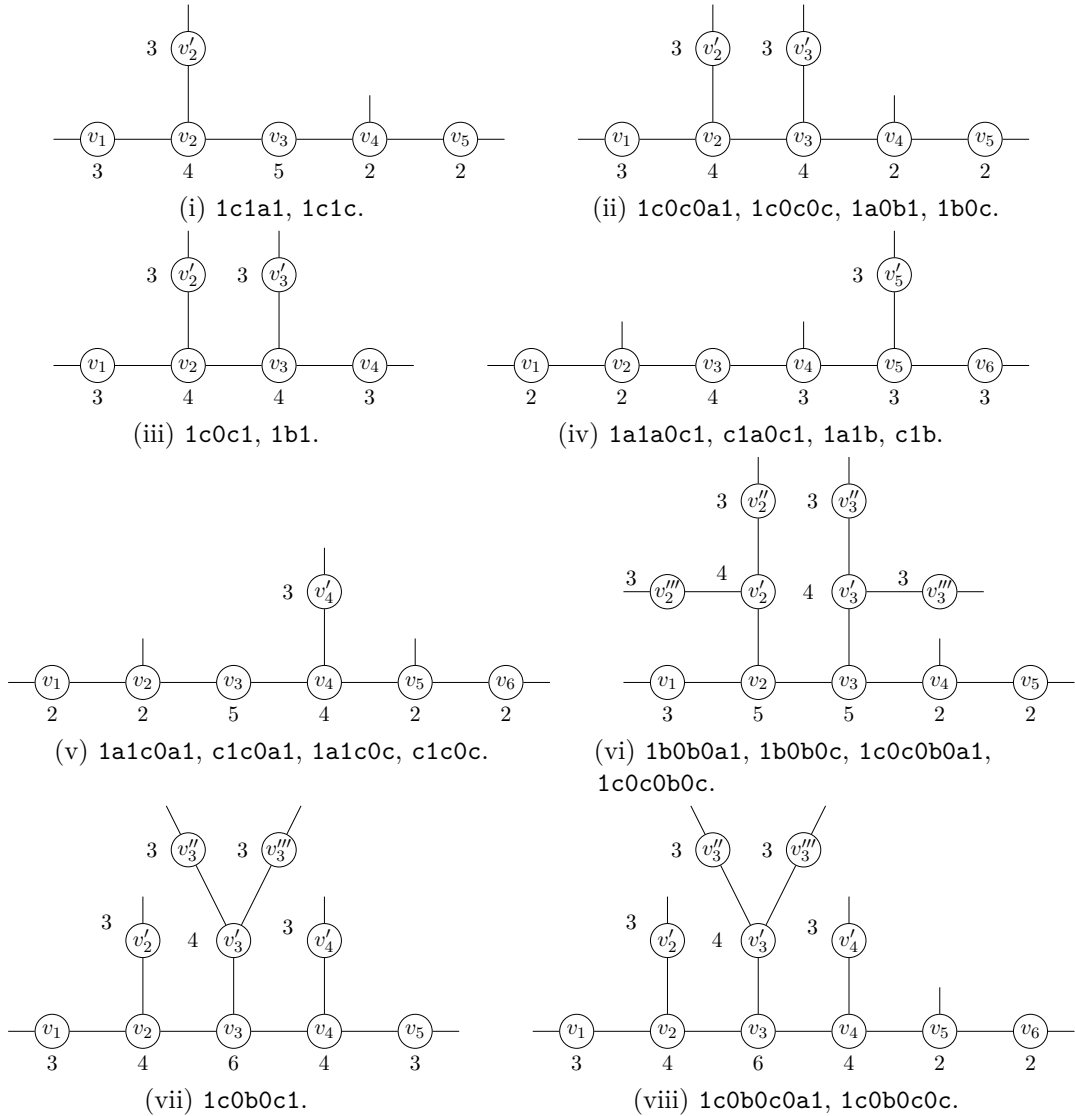 3 v′₂ 3 v′₂ 3 v′₃
v₁ v₂ v₃ v₄ v₅ v₁ v₂ v₃ v₄ v₅
3 4 5 2 2 3 4 4 2 2
(i) 1c1a1, 1c1c. (ii) 1c0c0a1, 1c0c0c, 1a0b1, 1b0c.
3 v′₂ 3 v′₃ 3 v′₅
v₁ v₂ v₃ v₄ v₁ v₂ v₃ v₄ v₅ v₆
3 4 4 3 2 2 4 3 3 3
(iii) 1c0c1, 1b1. (iv) 1a1a0c1, c1a0c1, 1a1b, c1b.
3 v″₂ 3 v″₃
3 v′₄ 3 v‴₂ 4 v′₂ 4 v′₃ 3 v‴₃
v₁ v₂ v₃ v₄ v₅ v₆ v₁ v₂ v₃ v₄ v₅
2 2 5 4 2 2 3 5 5 2 2
(v) 1a1c0a1, c1c0a1, 1a1c0c, c1c0c. (vi) 1b0b0a1, 1b0b0c, 1c0c0b0a1,
1c0c0b0c.
3 v″₃ 3 v‴₃ 3 v″₃ 3 v‴₃
3 v′₂ 4 v′₃ 3 v′₄ 3 v′₂ 4 v′₃ 3 v′₄
v₁ v₂ v₃ v₄ v₅ v₁ v₂ v₃ v₄ v₅ v₆
3 4 6 4 3 3 4 6 4 2 2
(vii) 1c0b0c1. (viii) 1c0b0c0a1, 1c0b0c0c.